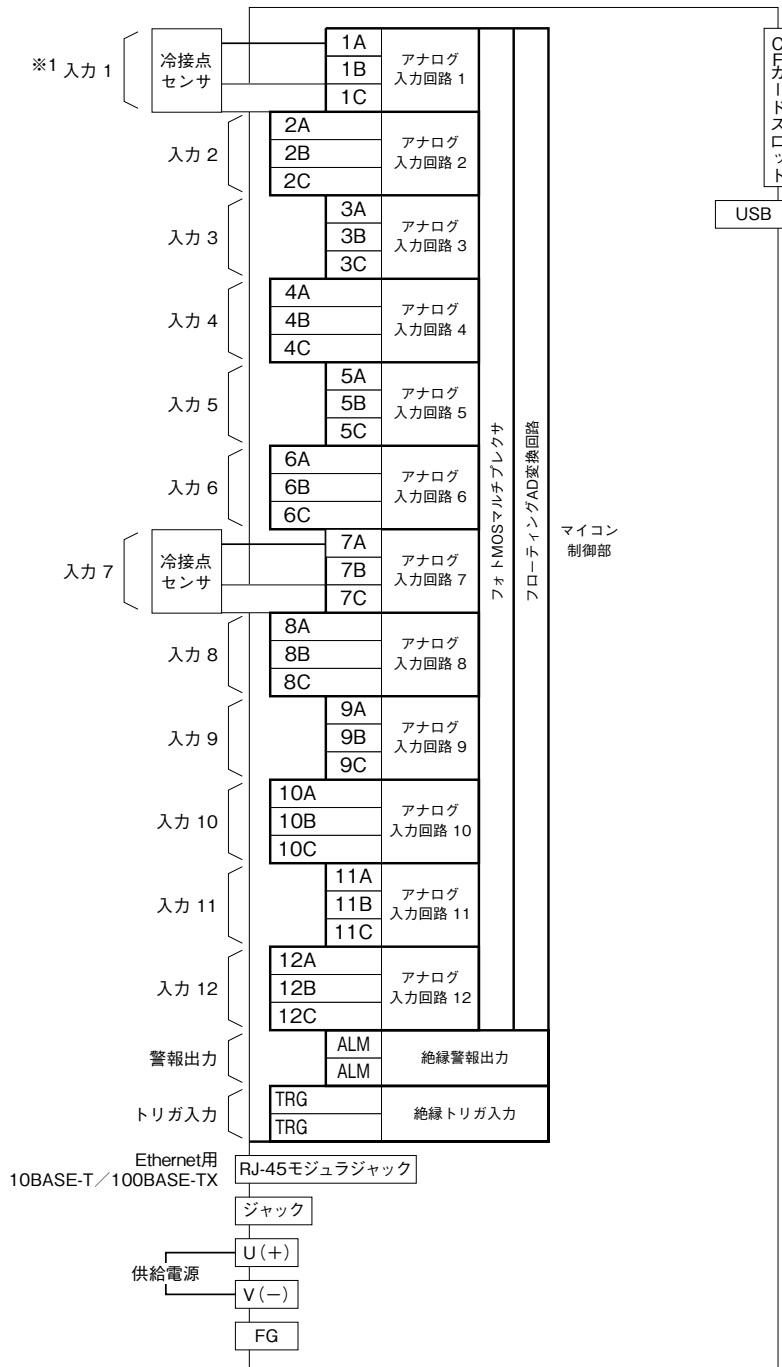 ※1 入力 1
冷接点
センサ
1A
1B
1C
アナログ
入力回路 1
CFカードスロット
USB
入力 2
2A
2B
2C
アナログ
入力回路 2
入力 3
3A
3B
3C
アナログ
入力回路 3
入力 4
4A
4B
4C
アナログ
入力回路 4
入力 5
5A
5B
5C
アナログ
入力回路 5
入力 6
6A
6B
6C
アナログ
入力回路 6
フォトMOSマルチプレクサ
フローティングAD変換回路
マイコン
制御部
入力 7
冷接点
センサ
7A
7B
7C
アナログ
入力回路 7
入力 8
8A
8B
8C
アナログ
入力回路 8
入力 9
9A
9B
9C
アナログ
入力回路 9
入力 10
10A
10B
10C
アナログ
入力回路 10
入力 11
11A
11B
11C
アナログ
入力回路 11
入力 12
12A
12B
12C
アナログ
入力回路 12
警報出力
ALM
ALM
絶縁警報出力
トリガ入力
TRG
TRG
絶縁トリガ入力
Ethernet用
10BASE-T／100BASE-TX
RJ-45モジュラジャック
ジャック
供給電源
U（＋）
V（－）
FG